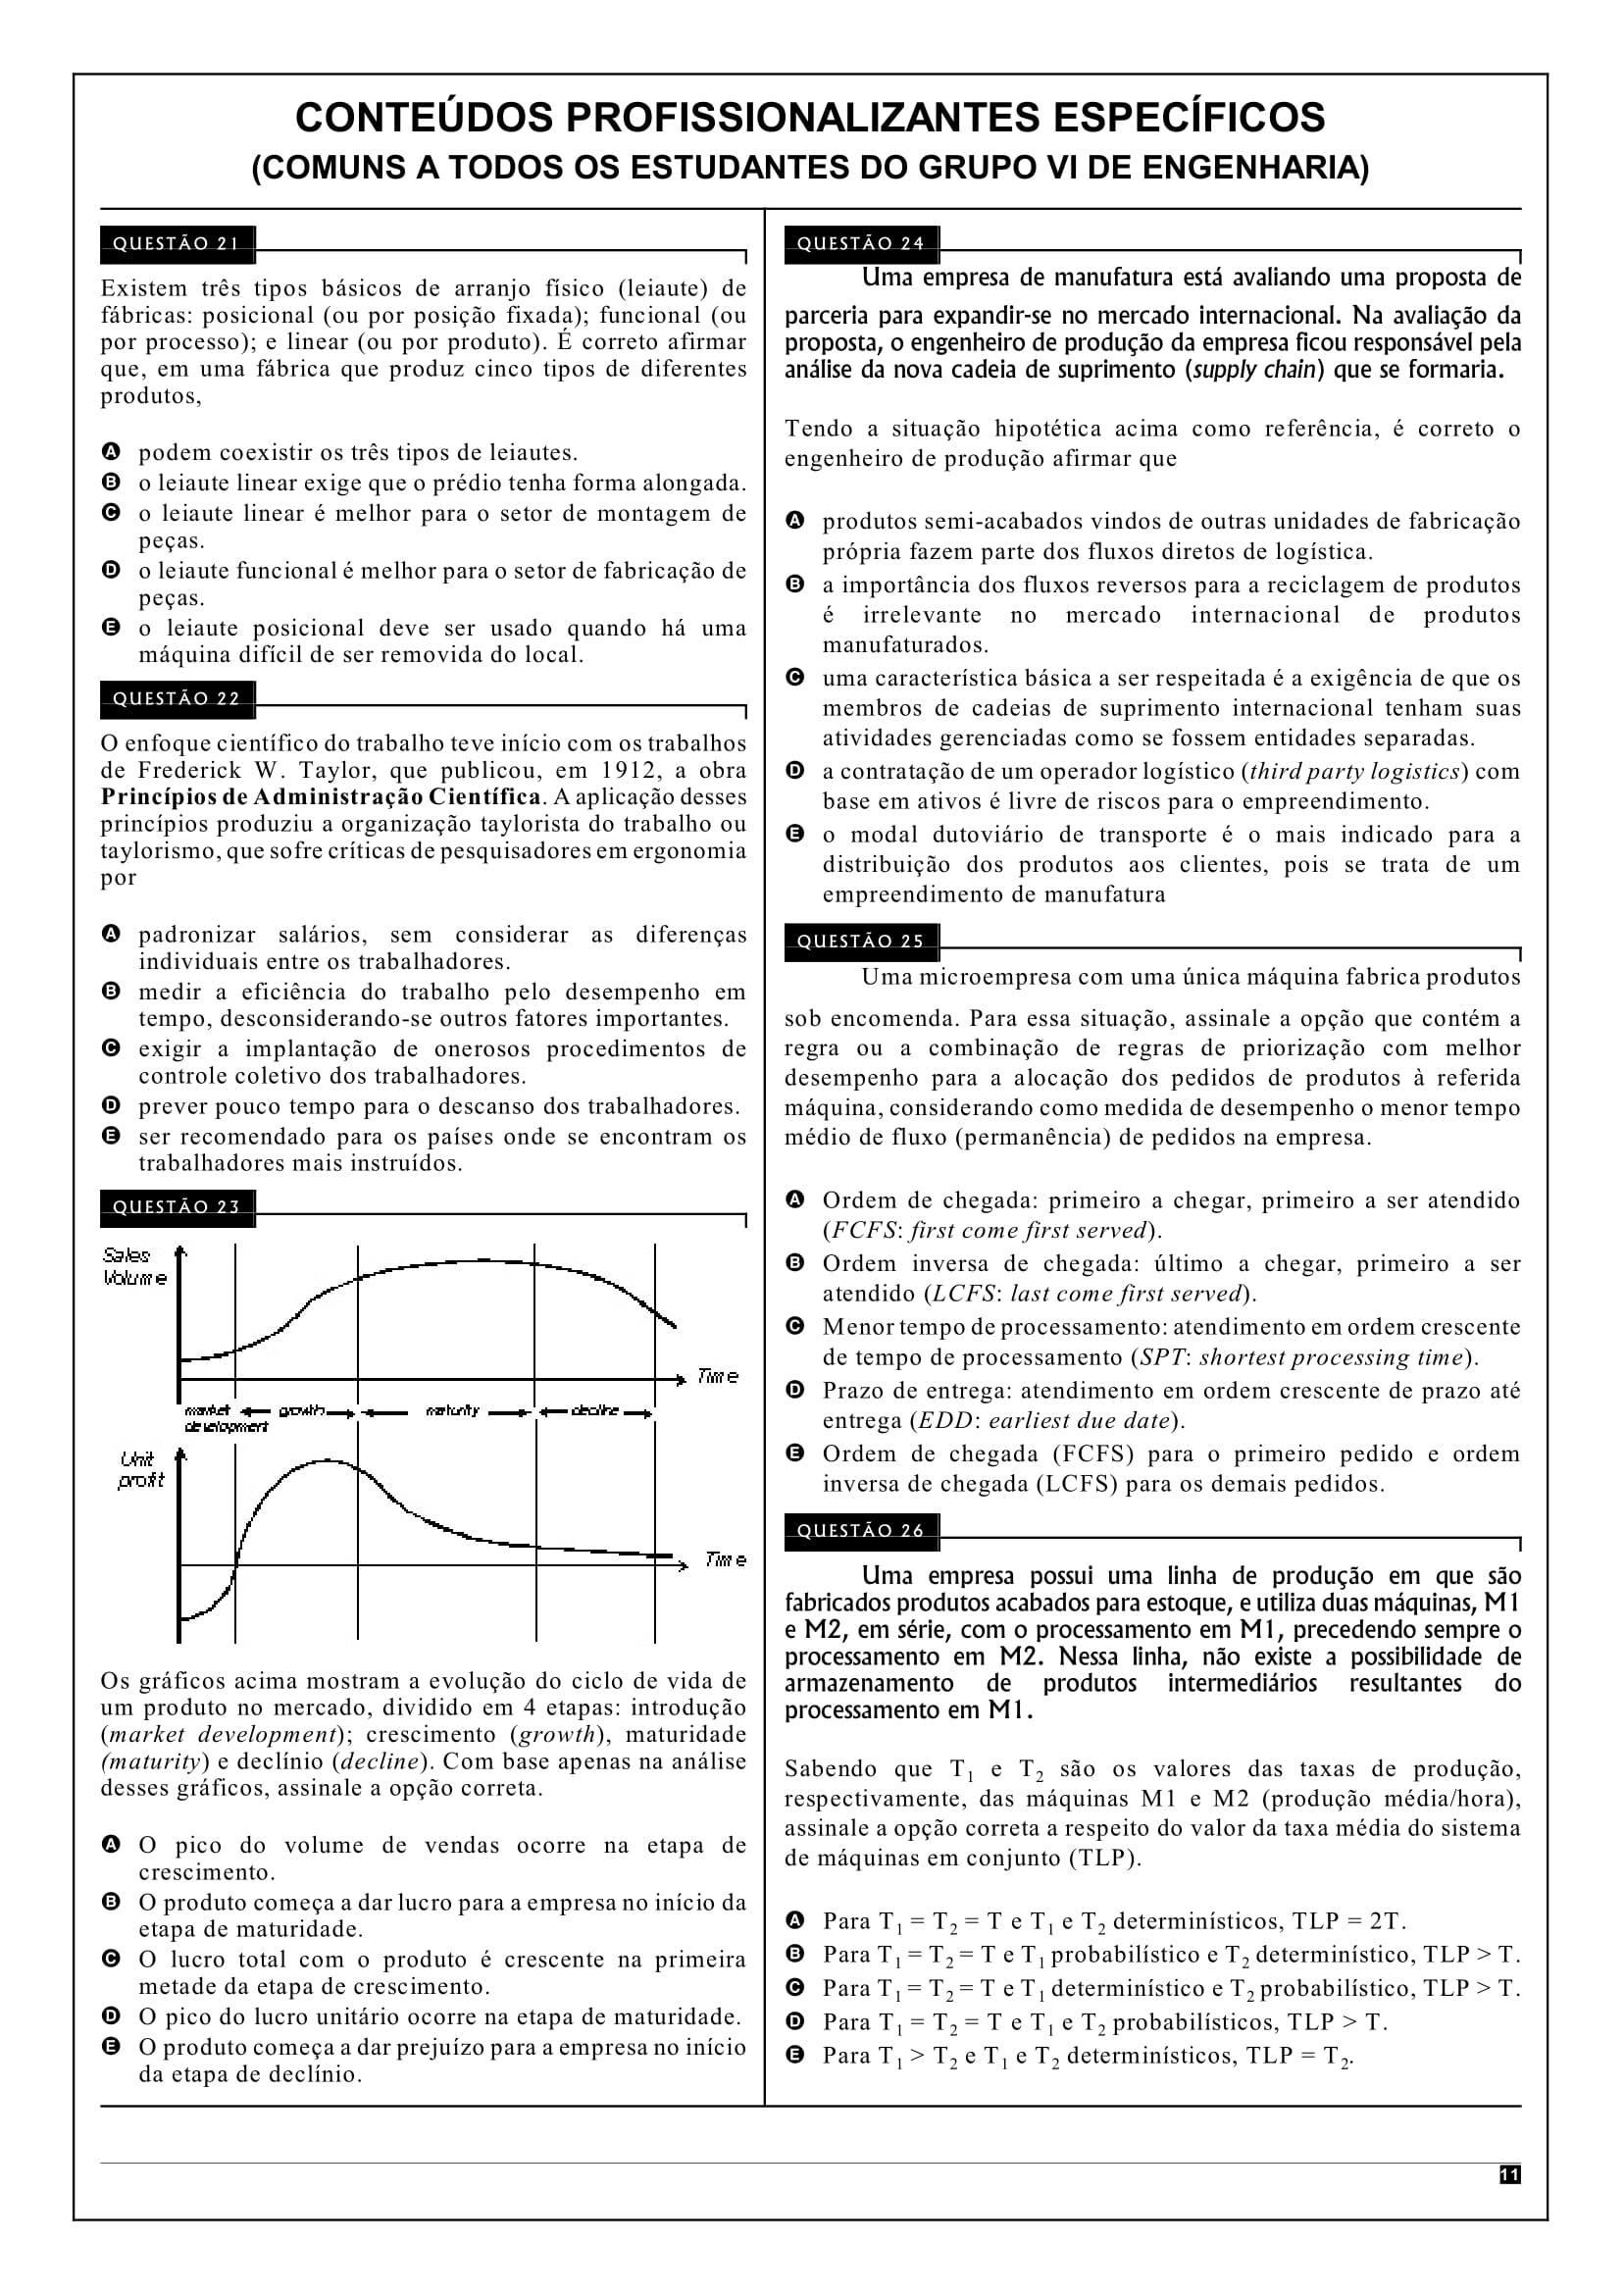 CONTEÚDOS PROFISSIONALIZANTES ESPECÍFICOS
(COMUNS A TODOS OS ESTUDANTES DO GRUPO VI DE ENGENHARIA)
QUESTÃO 21
Existem três tipos básicos de arranjo físico (leiaute) de
fábricas: posicional (ou por posição fixada); funcional (ou
por processo); e linear (ou por produto). É correto afirmar
que, em uma fábrica que produz cinco tipos de diferentes
produtos,
A podem coexistir os três tipos de leiautes.
B o leiaute linear exige que o prédio tenha forma alongada.
C o leiaute linear é melhor para o setor de montagem de
peças.
D o leiaute funcional é melhor para o setor de fabricação de
peças.
E o leiaute posicional deve ser usado quando há uma
máquina difícil de ser removida do local.
QUESTÃO 22
O enfoque científico do trabalho teve início com os trabalhos
de Frederick W. Taylor, que publicou, em 1912, a obra
Princípios de Administração Científica. A aplicação desses
princípios produziu a organização taylorista do trabalho ou
taylorismo, que sofre críticas de pesquisadores em ergonomia
por
A padronizar salários, sem considerar as diferenças
individuais entre os trabalhadores.
B medir a eficiência do trabalho pelo desempenho em
tempo, desconsiderando-se outros fatores importantes.
C exigir a implantação de onerosos procedimentos de
controle coletivo dos trabalhadores.
D prever pouco tempo para o descanso dos trabalhadores.
E ser recomendado para os países onde se encontram os
trabalhadores mais instruídos.
QUESTÃO 23
Sales
Volume
Time
market development growth maturity decline
Unit
profit
Time
Os gráficos acima mostram a evolução do ciclo de vida de
um produto no mercado, dividido em 4 etapas: introdução
(market development); crescimento (growth), maturidade
(maturity) e declínio (decline). Com base apenas na análise
desses gráficos, assinale a opção correta.
A O pico do volume de vendas ocorre na etapa de
crescimento.
B O produto começa a dar lucro para a empresa no início da
etapa de maturidade.
C O lucro total com o produto é crescente na primeira
metade da etapa de crescimento.
D O pico do lucro unitário ocorre na etapa de maturidade.
E O produto começa a dar prejuízo para a empresa no início
da etapa de declínio.
QUESTÃO 24
Uma empresa de manufatura está avaliando uma proposta de
parceria para expandir-se no mercado internacional. Na avaliação da
proposta, o engenheiro de produção da empresa ficou responsável pela
análise da nova cadeia de suprimento (supply chain) que se formaria.
Tendo a situação hipotética acima como referência, é correto o
engenheiro de produção afirmar que
A produtos semi-acabados vindos de outras unidades de fabricação
própria fazem parte dos fluxos diretos de logística.
B a importância dos fluxos reversos para a reciclagem de produtos
é irrelevante no mercado internacional de produtos
manufaturados.
C uma característica básica a ser respeitada é a exigência de que os
membros de cadeias de suprimento internacional tenham suas
atividades gerenciadas como se fossem entidades separadas.
D a contratação de um operador logístico (third party logistics) com
base em ativos é livre de riscos para o empreendimento.
E o modal dutoviário de transporte é o mais indicado para a
distribuição dos produtos aos clientes, pois se trata de um
empreendimento de manufatura
QUESTÃO 25
Uma microempresa com uma única máquina fabrica produtos
sob encomenda. Para essa situação, assinale a opção que contém a
regra ou a combinação de regras de priorização com melhor
desempenho para a alocação dos pedidos de produtos à referida
máquina, considerando como medida de desempenho o menor tempo
médio de fluxo (permanência) de pedidos na empresa.
A Ordem de chegada: primeiro a chegar, primeiro a ser atendido
(FCFS: first come first served).
B Ordem inversa de chegada: último a chegar, primeiro a ser
atendido (LCFS: last come first served).
C Menor tempo de processamento: atendimento em ordem crescente
de tempo de processamento (SPT: shortest processing time).
D Prazo de entrega: atendimento em ordem crescente de prazo até
entrega (EDD: earliest due date).
E Ordem de chegada (FCFS) para o primeiro pedido e ordem
inversa de chegada (LCFS) para os demais pedidos.
QUESTÃO 26
Uma empresa possui uma linha de produção em que são
fabricados produtos acabados para estoque, e utiliza duas máquinas, M1
e M2, em série, com o processamento em M1, precedendo sempre o
processamento em M2. Nessa linha, não existe a possibilidade de
armazenamento de produtos intermediários resultantes do
processamento em M1.
Sabendo que T1 e T2 são os valores das taxas de produção,
respectivamente, das máquinas M1 e M2 (produção média/hora),
assinale a opção correta a respeito do valor da taxa média do sistema
de máquinas em conjunto (TLP).
A Para T1 = T2 = T e T1 e T2 determinísticos, TLP = 2T.
B Para T1 = T2 = T e T1 probabilístico e T2 determinístico, TLP > T.
C Para T1 = T2 = T e T1 determinístico e T2 probabilístico, TLP > T.
D Para T1 = T2 = T e T1 e T2 probabilísticos, TLP > T.
E Para T1 > T2 e T1 e T2 determinísticos, TLP = T2.
11